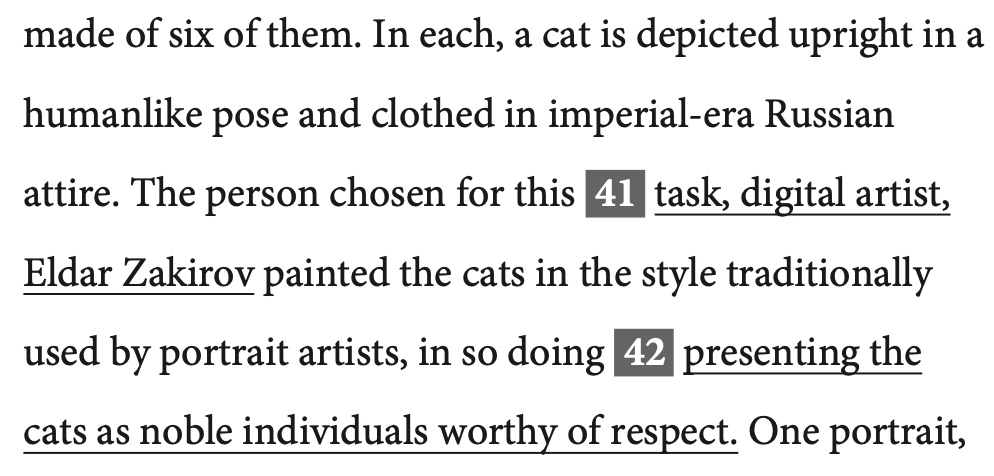 made of six of them. In each, a cat is depicted upright in a
humanlike pose and clothed in imperial-era Russian
attire. The person chosen for this 41 task, digital artist,
Eldar Zakirov painted the cats in the style traditionally
used by portrait artists, in so doing 42 presenting the
cats as noble individuals worthy of respect. One portrait,